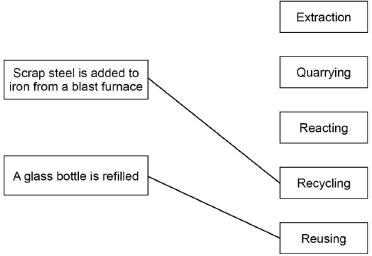 Extraction
Quarrying
Scrap steel is added to
iron from a blast furnace
Reacting
A glass bottle is refilled
Recycling
Reusing